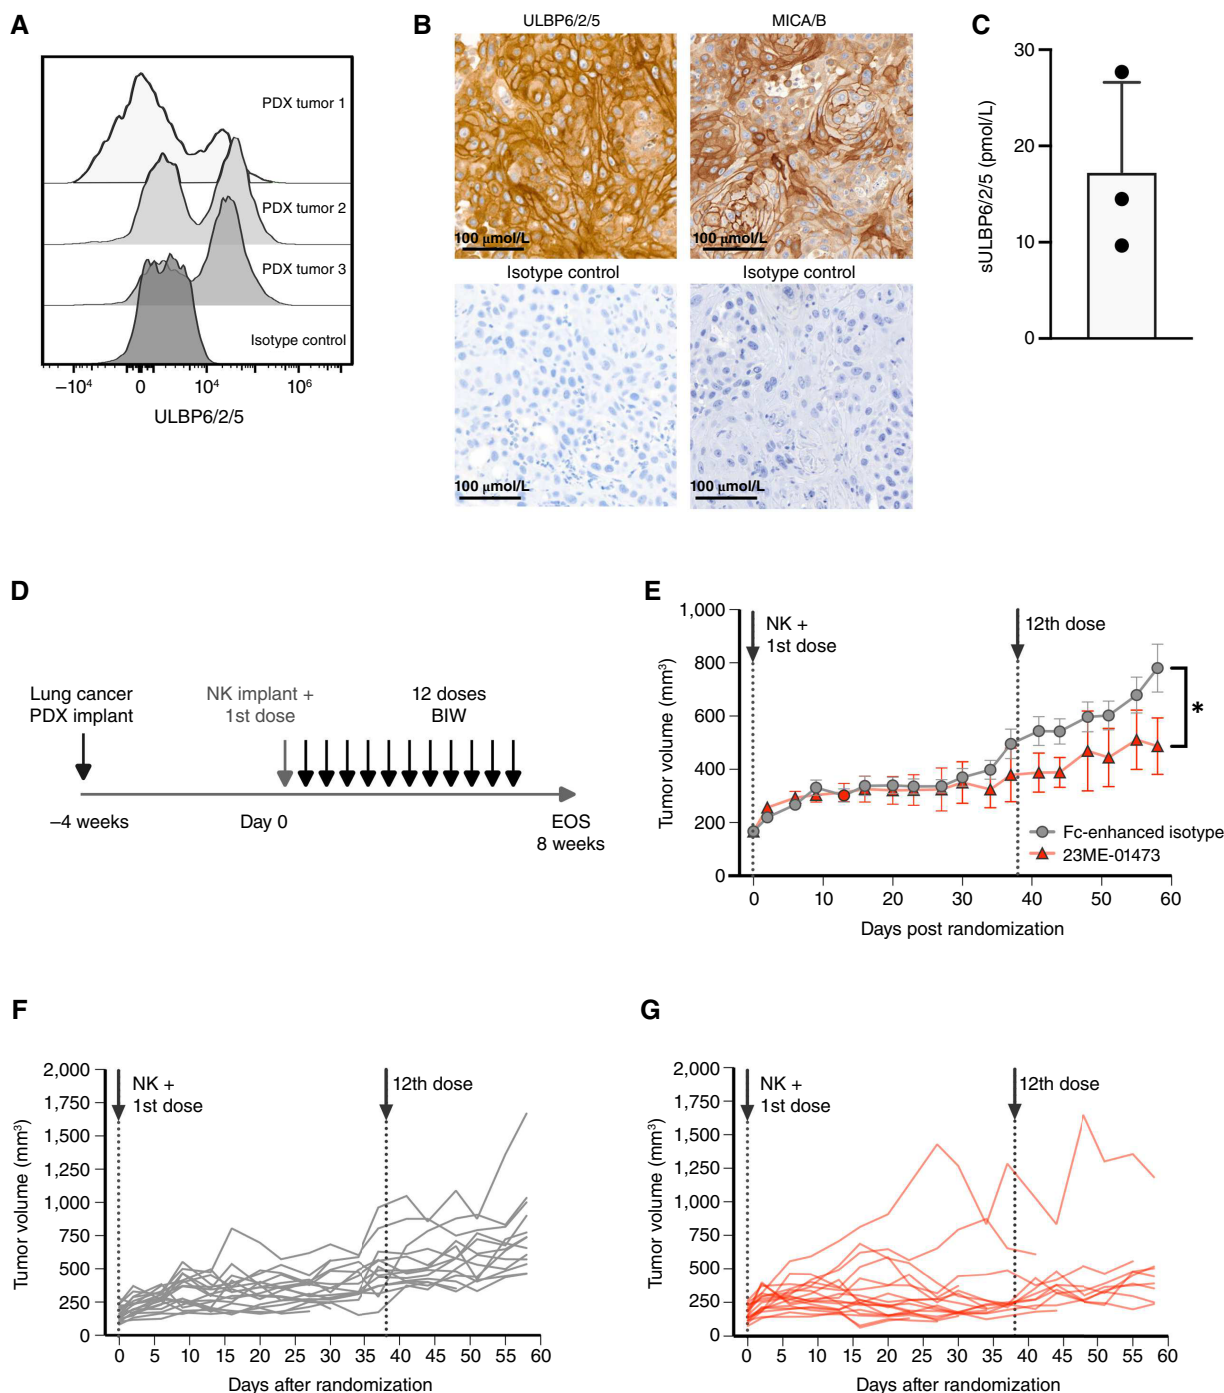 A
PDX tumor 1
PDX tumor 2
PDX tumor 3
Isotype control
−10⁴
0
10⁴
10⁶
ULBP6/2/5
B
ULBP6/2/5
MICA/B
100 μmol/L
100 μmol/L
Isotype control
Isotype control
100 μmol/L
100 μmol/L
C
30
20
10
0
sULBP6/2/5 (pmol/L)
D
Lung cancer
PDX implant
NK implant +
1st dose
12 doses
BIW
−4 weeks
Day 0
EOS
8 weeks
E
1,000
800
600
400
200
0
Tumor volume (mm³)
NK +
1st dose
12th dose
*
Fc-enhanced isotype
23ME-01473
0 10 20 30 40 50 60
Days post randomization
F
2,000
1,750
1,500
1,250
1,000
750
500
250
0
Tumor volume (mm³)
NK +
1st dose
12th dose
0 5 10 15 20 25 30 35 40 45 50 55 60
Days after randomization
G
2,000
1,750
1,500
1,250
1,000
750
500
250
0
Tumor volume (mm³)
NK +
1st dose
12th dose
0 5 10 15 20 25 30 35 40 45 50 55 60
Days after randomization